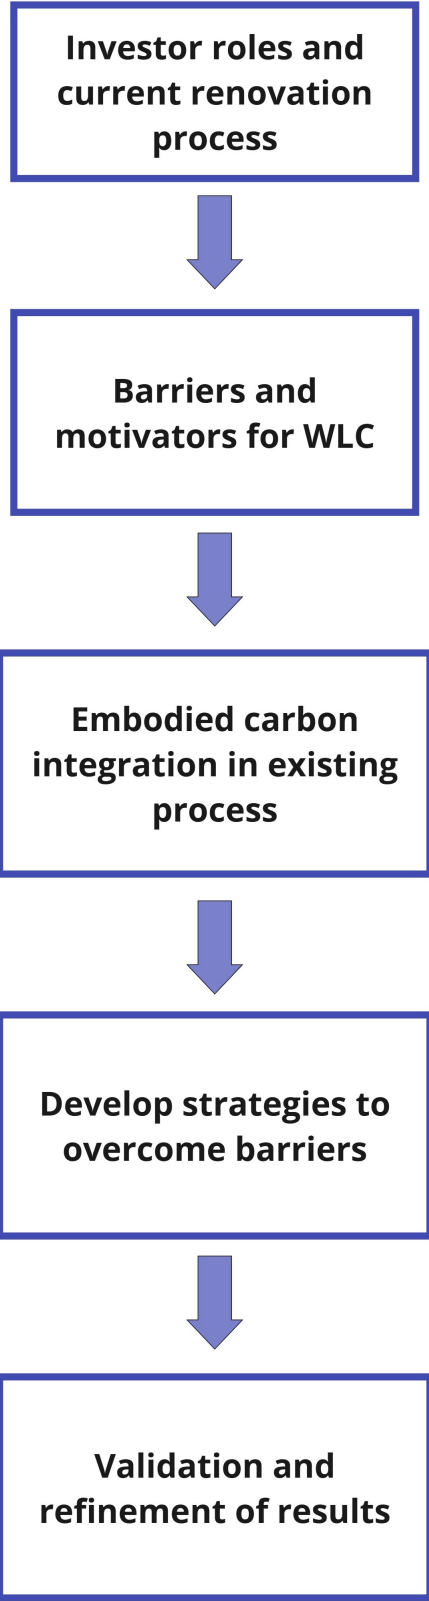 Investor roles and
current renovation
process
Barriers and
motivators for WLC
Embodied carbon
integration in existing
process
Develop strategies to
overcome barriers
Validation and
refinement of results